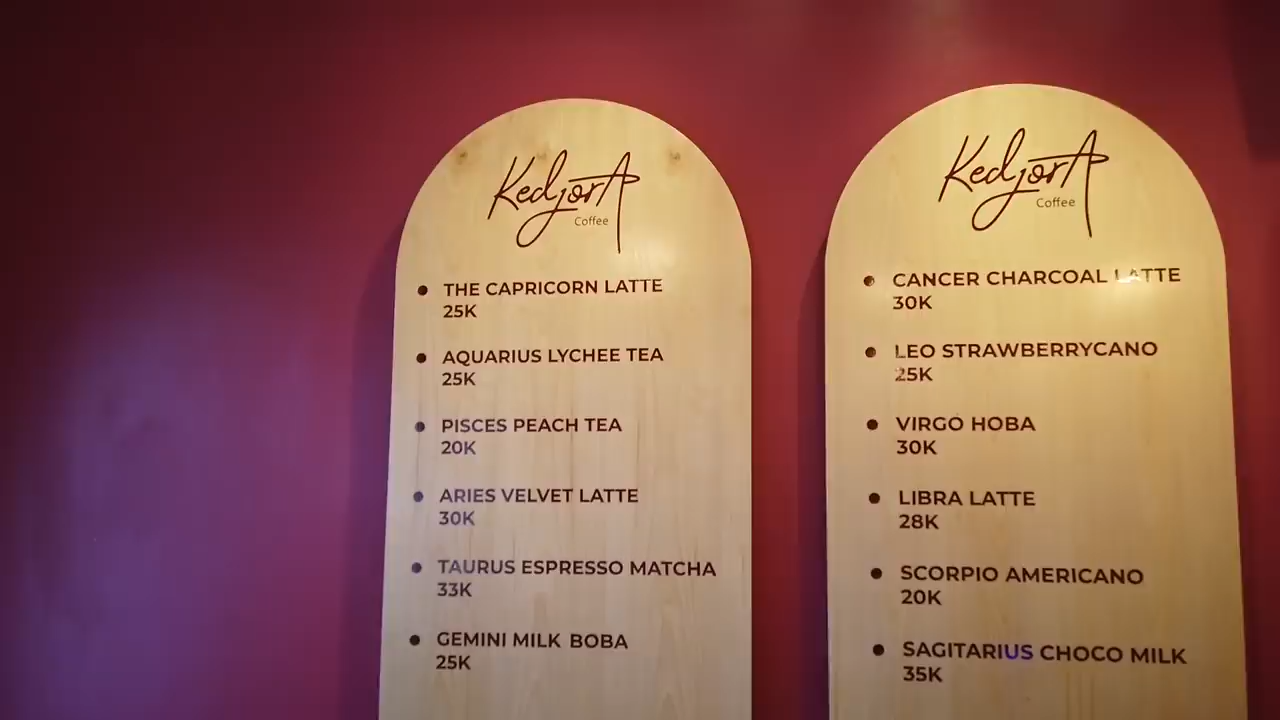 KedjorA
Coffee
THE CAPRICORN LATTE
25K
AQUARIUS LYCHEE TEA
25K
PISCES PEACH TEA
20K
ARIES VELVET LATTE
30K
TAURUS ESPRESSO MATCHA
33K
GEMINI MILK BOBA
25K
KedjorA
Coffee
CANCER CHARCOAL LATTE
30K
LEO STRAWBERRYCANO
25K
VIRGO HOBA
30K
LIBRA LATTE
28K
SCORPIO AMERICANO
20K
SAGITARIUS CHOCO MILK
35K